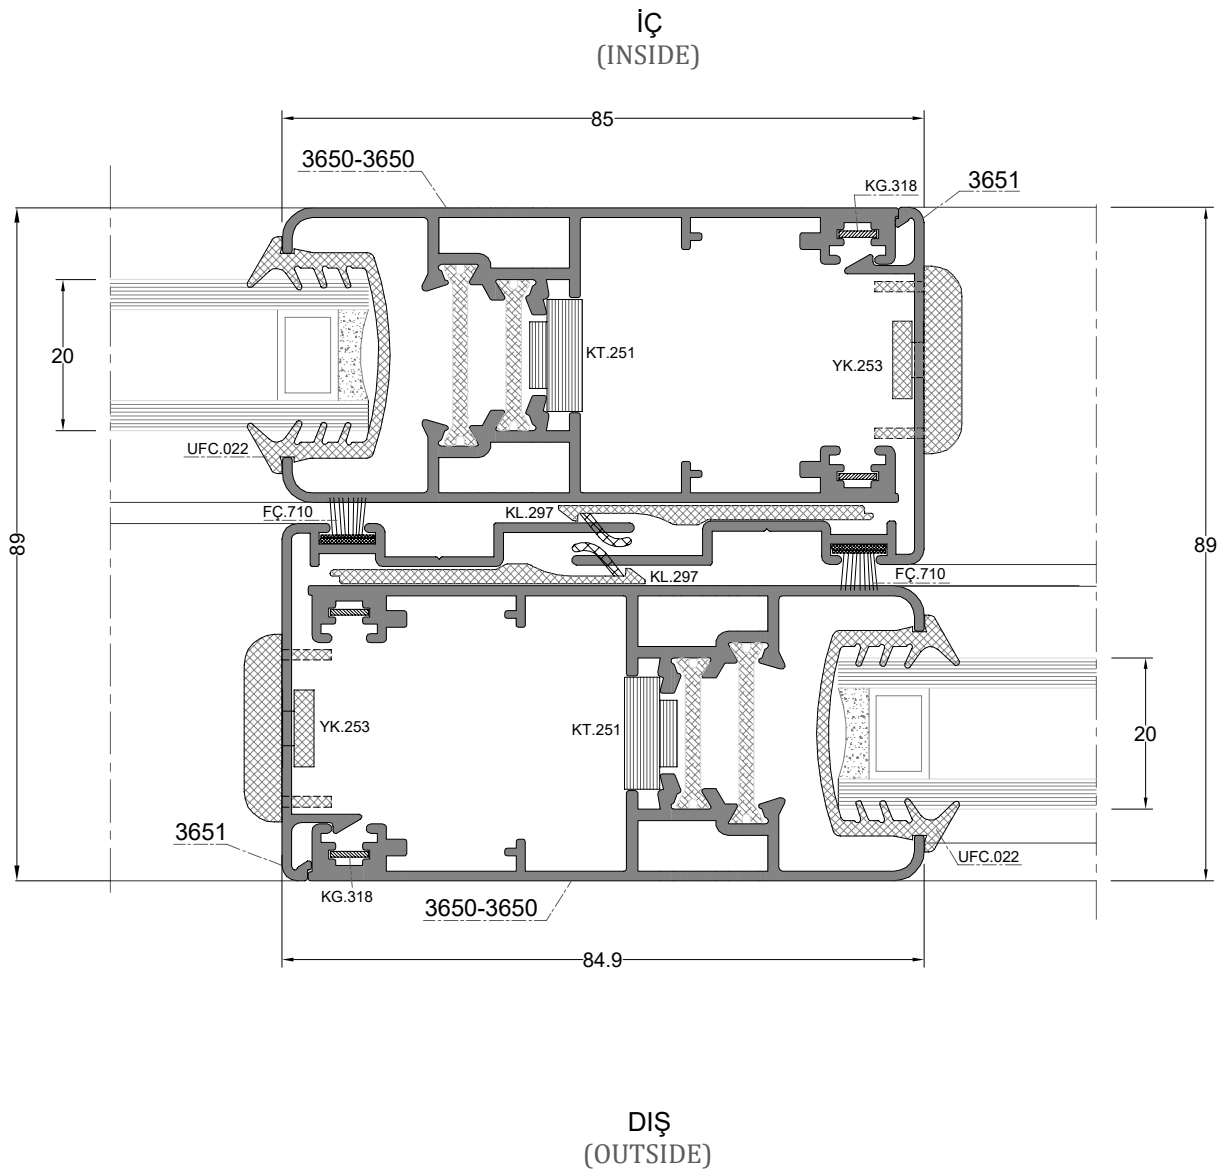 İÇ
(INSIDE)
85
3650-3650
KG.318
3651
20
KT.251
YK.253
UFC.022
FÇ.710
KL.297
89
89
KL.297
FÇ.710
YK.253
KT.251
20
3651
UFC.022
KG.318
3650-3650
84.9
DIŞ
(OUTSIDE)